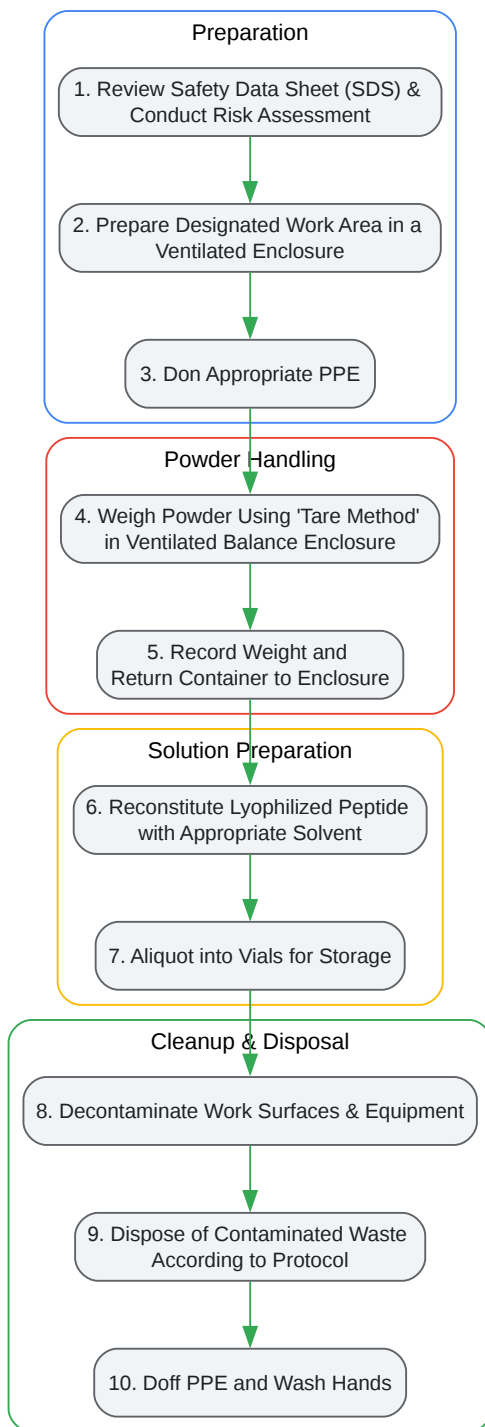 Preparation
1. Review Safety Data Sheet (SDS) &
Conduct Risk Assessment
2. Prepare Designated Work Area in a
Ventilated Enclosure
3. Don Appropriate PPE
Powder Handling
4. Weigh Powder Using 'Tare Method'
in Ventilated Balance Enclosure
5. Record Weight and
Return Container to Enclosure
Solution Preparation
6. Reconstitute Lyophilized Peptide
with Appropriate Solvent
7. Aliquot into Vials for Storage
Cleanup & Disposal
8. Decontaminate Work Surfaces & Equipment
9. Dispose of Contaminated Waste
According to Protocol
10. Doff PPE and Wash Hands